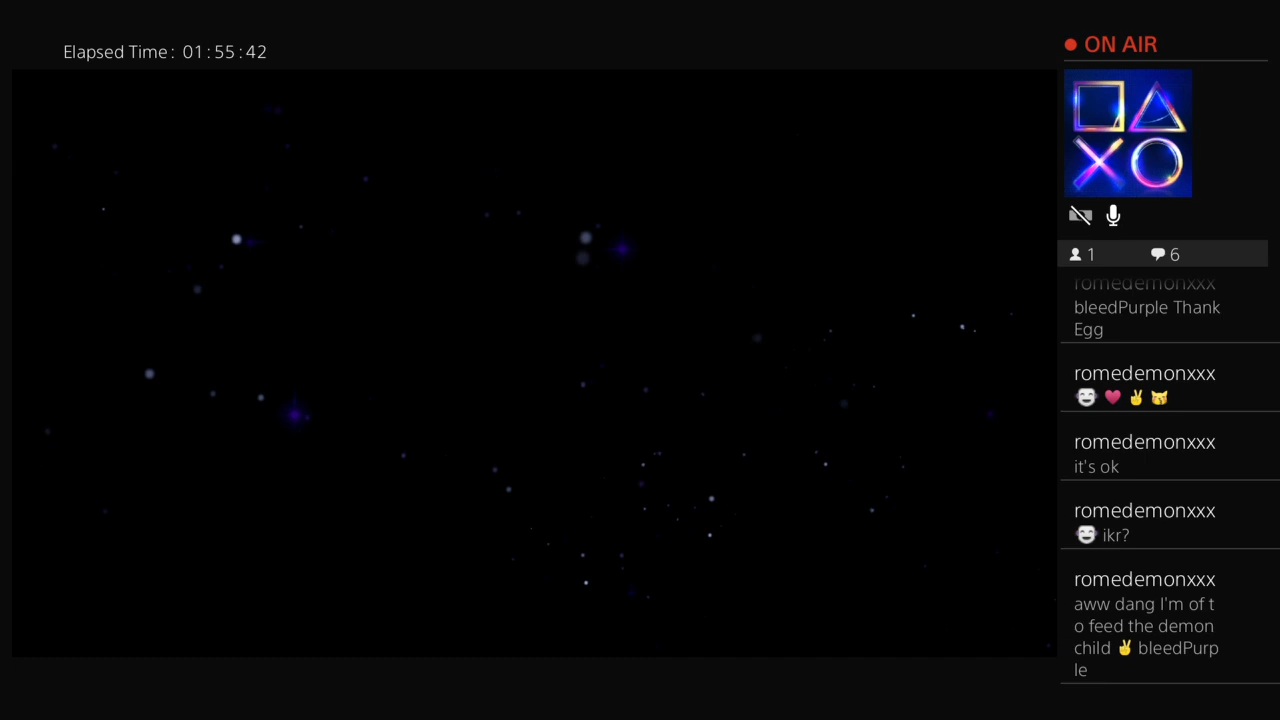 Elapsed Time: 01:55:42
ON AIR
1
6
romedemonxxx
bleedPurple Thank
Egg
romedemonxxx
romedemonxxx
it's ok
romedemonxxx
ikr?
romedemonxxx
aww dang I'm of t
o feed the demon
child ✌ bleedPurp
le